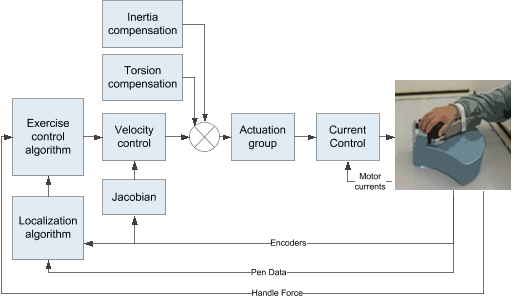 Inertia
compensation
Torsion
compensation
Exercise
control
algorithm
Velocity
control
Actuation
group
Current
Control
Motor
currents
Jacobian
Localization
algorithm
Encoders
Pen Data
Handle Force